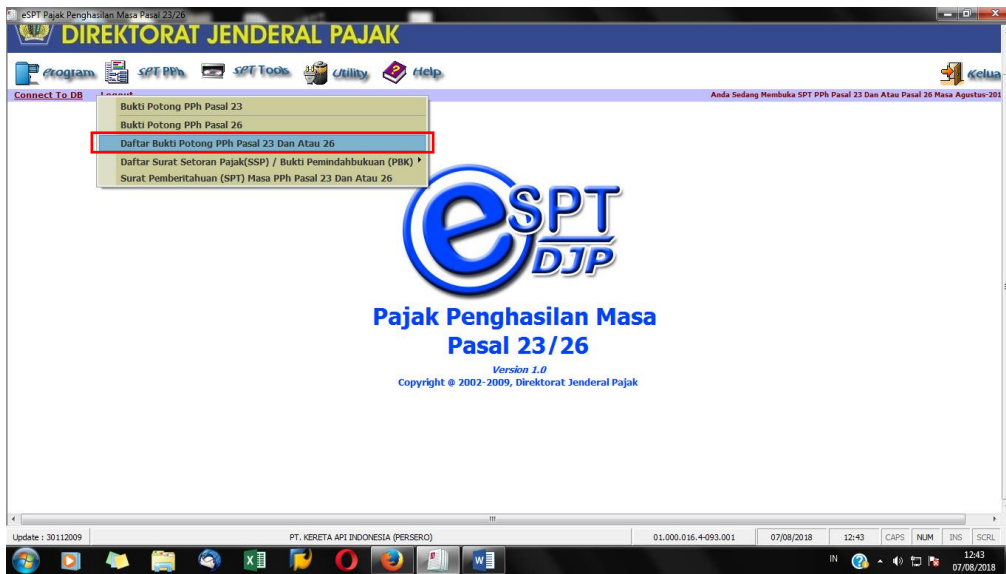 eSPT Pajak Penghasilan Masa Pasal 23/26
DIREKTORAT JENDERAL PAJAK
Program SPT PPh SPT Tools Utility Help Kelua
Connect To DB Logout Anda Sedang Membuka SPT PPh Pasal 23 Dan Atau Pasal 26 Masa Agustus-201
Bukti Potong PPh Pasal 23
Bukti Potong PPh Pasal 26
Daftar Bukti Potong PPh Pasal 23 Dan Atau 26
Daftar Surat Setoran Pajak(SSP) / Bukti Pemindahbukuan (PBK)
Surat Pemberitahuan (SPT) Masa PPh Pasal 23 Dan Atau 26
eSPT
DJP
Pajak Penghasilan Masa
Pasal 23/26
Version 1.0
Copyright @ 2002-2009, Direktorat Jenderal Pajak
Update : 30112009 PT. KERETA API INDONESIA (PERSERO) 01.000.016.4-093.001 07/08/2018 12:43 CAPS NUM INS SCRL
IN 12:43
07/08/2018